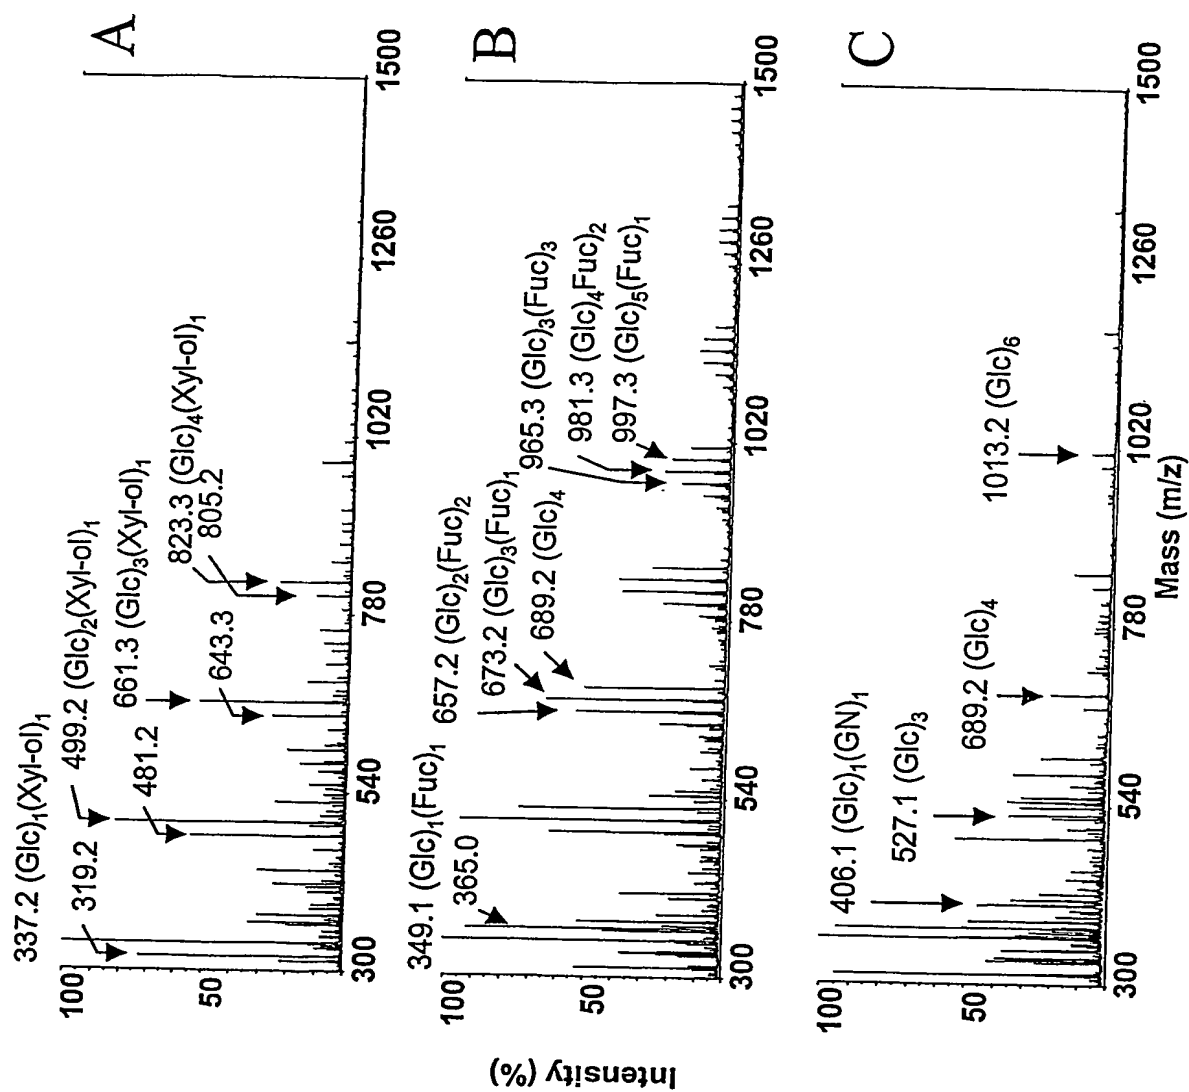 A
337.2 (Glc)1(Xyl-ol)1
319.2
499.2 (Glc)2(Xyl-ol)1
481.2
661.3 (Glc)3(Xyl-ol)1
643.3
823.3 (Glc)4(Xyl-ol)1
805.2
100
50
300
540
780
1020
1260
1500
B
349.1 (Glc)1(Fuc)1
365.0
657.2 (Glc)2(Fuc)2
673.2 (Glc)3(Fuc)1
689.2 (Glc)4
965.3 (Glc)3(Fuc)3
981.3 (Glc)4Fuc)2
997.3 (Glc)5(Fuc)1
100
50
300
540
780
1020
1260
1500
C
406.1 (Glc)1(GN)1
527.1 (Glc)3
689.2 (Glc)4
1013.2 (Glc)6
100
50
300
540
780
1020
1260
1500
Mass (m/z)
Intensity (%)